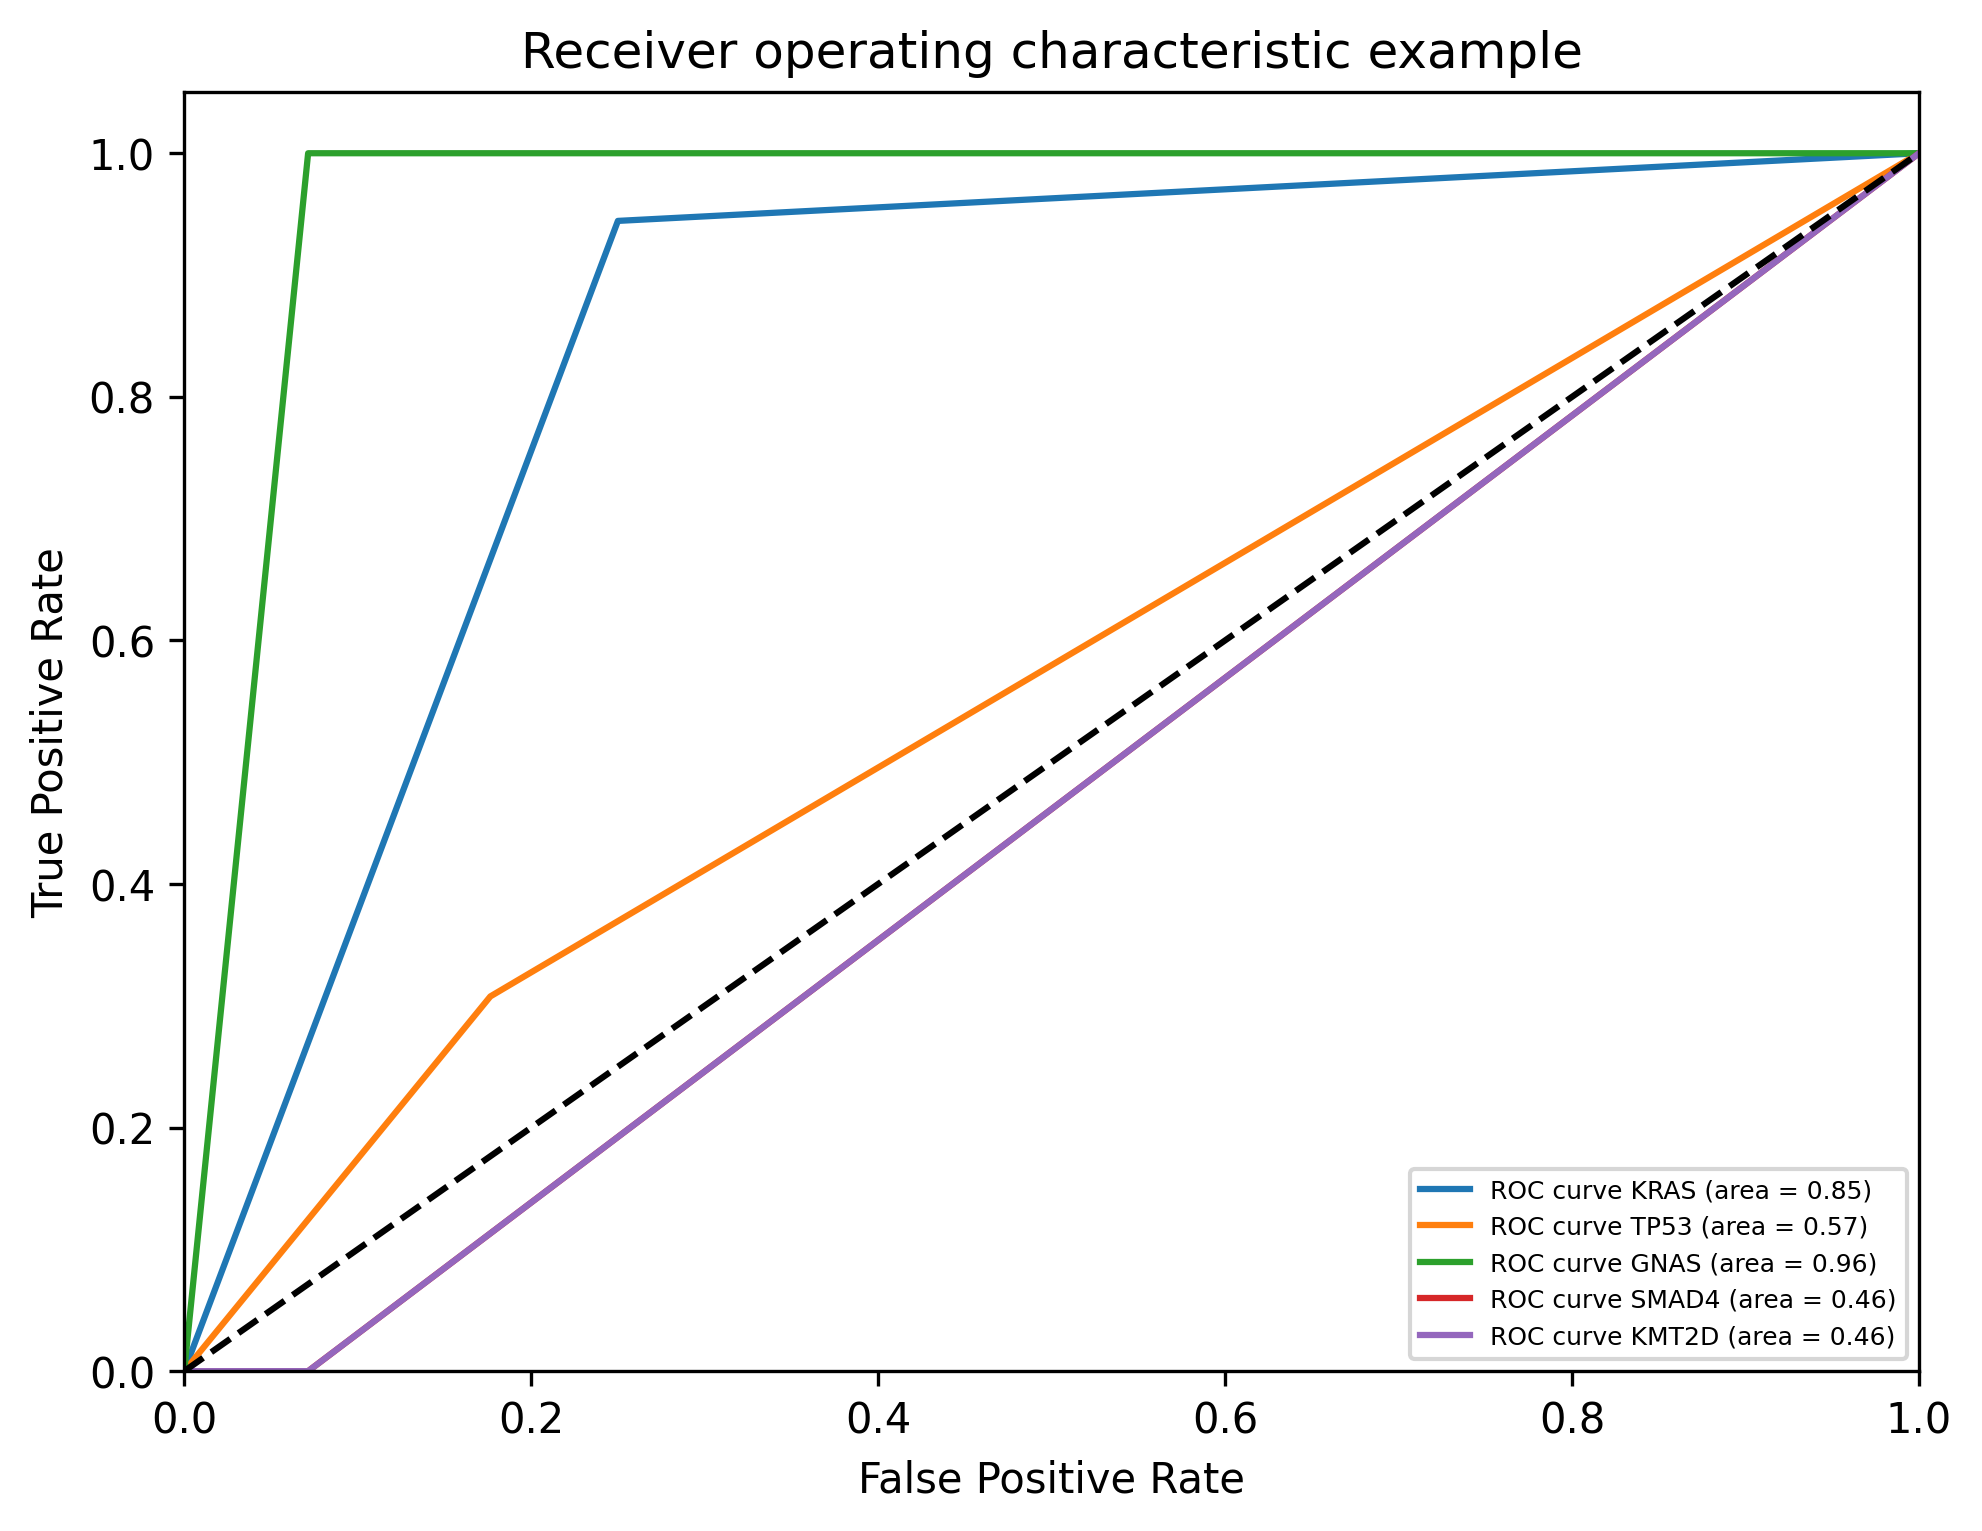 Receiver operating characteristic example
True Positive Rate
1.0
0.8
0.6
0.4
0.2
0.0
ROC curve KRAS (area = 0.85)
ROC curve TP53 (area = 0.57)
ROC curve GNAS (area = 0.96)
ROC curve SMAD4 (area = 0.46)
ROC curve KMT2D (area = 0.46)
0.0 0.2 0.4 0.6 0.8 1.0
False Positive Rate